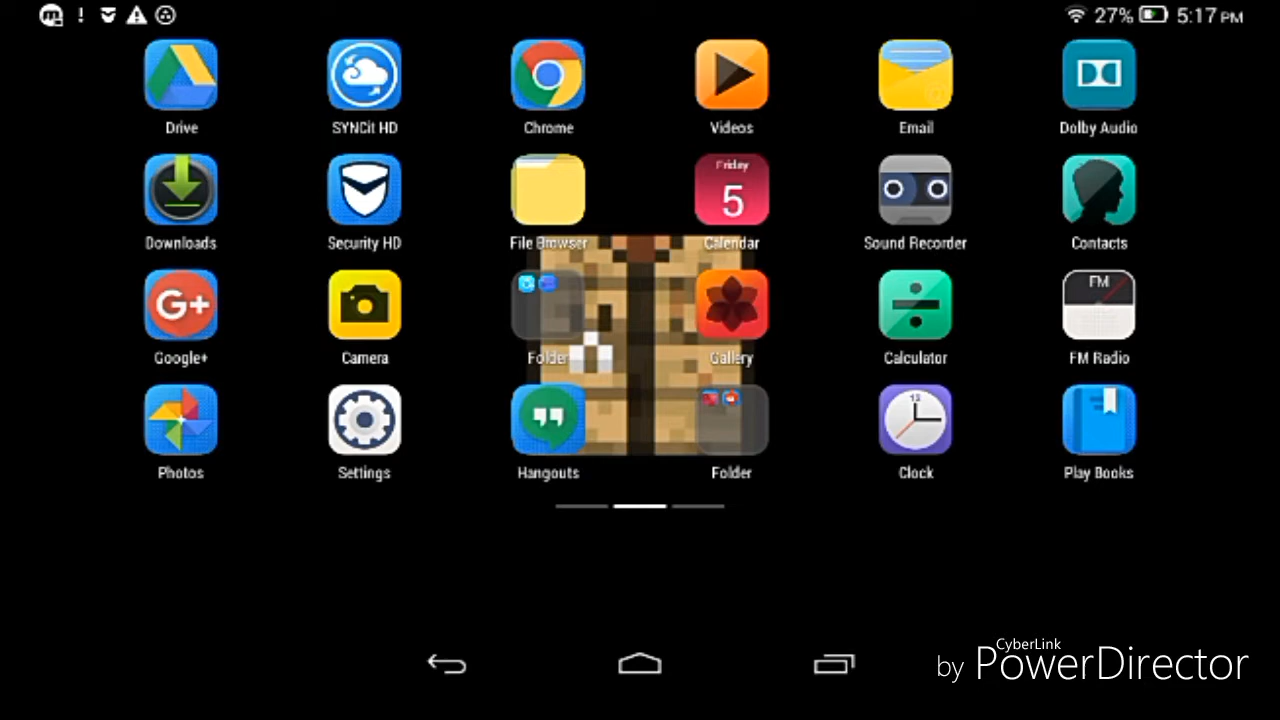 27% 5:17 PM
Drive SYNCit HD Chrome Videos Email Dolby Audio
Friday
5
Downloads Security HD File Browser Calendar Sound Recorder Contacts
G+
FM
Google+ Camera Folder Gallery Calculator FM Radio
12
Photos Settings Hangouts Folder Clock Play Books
CyberLink
by PowerDirector